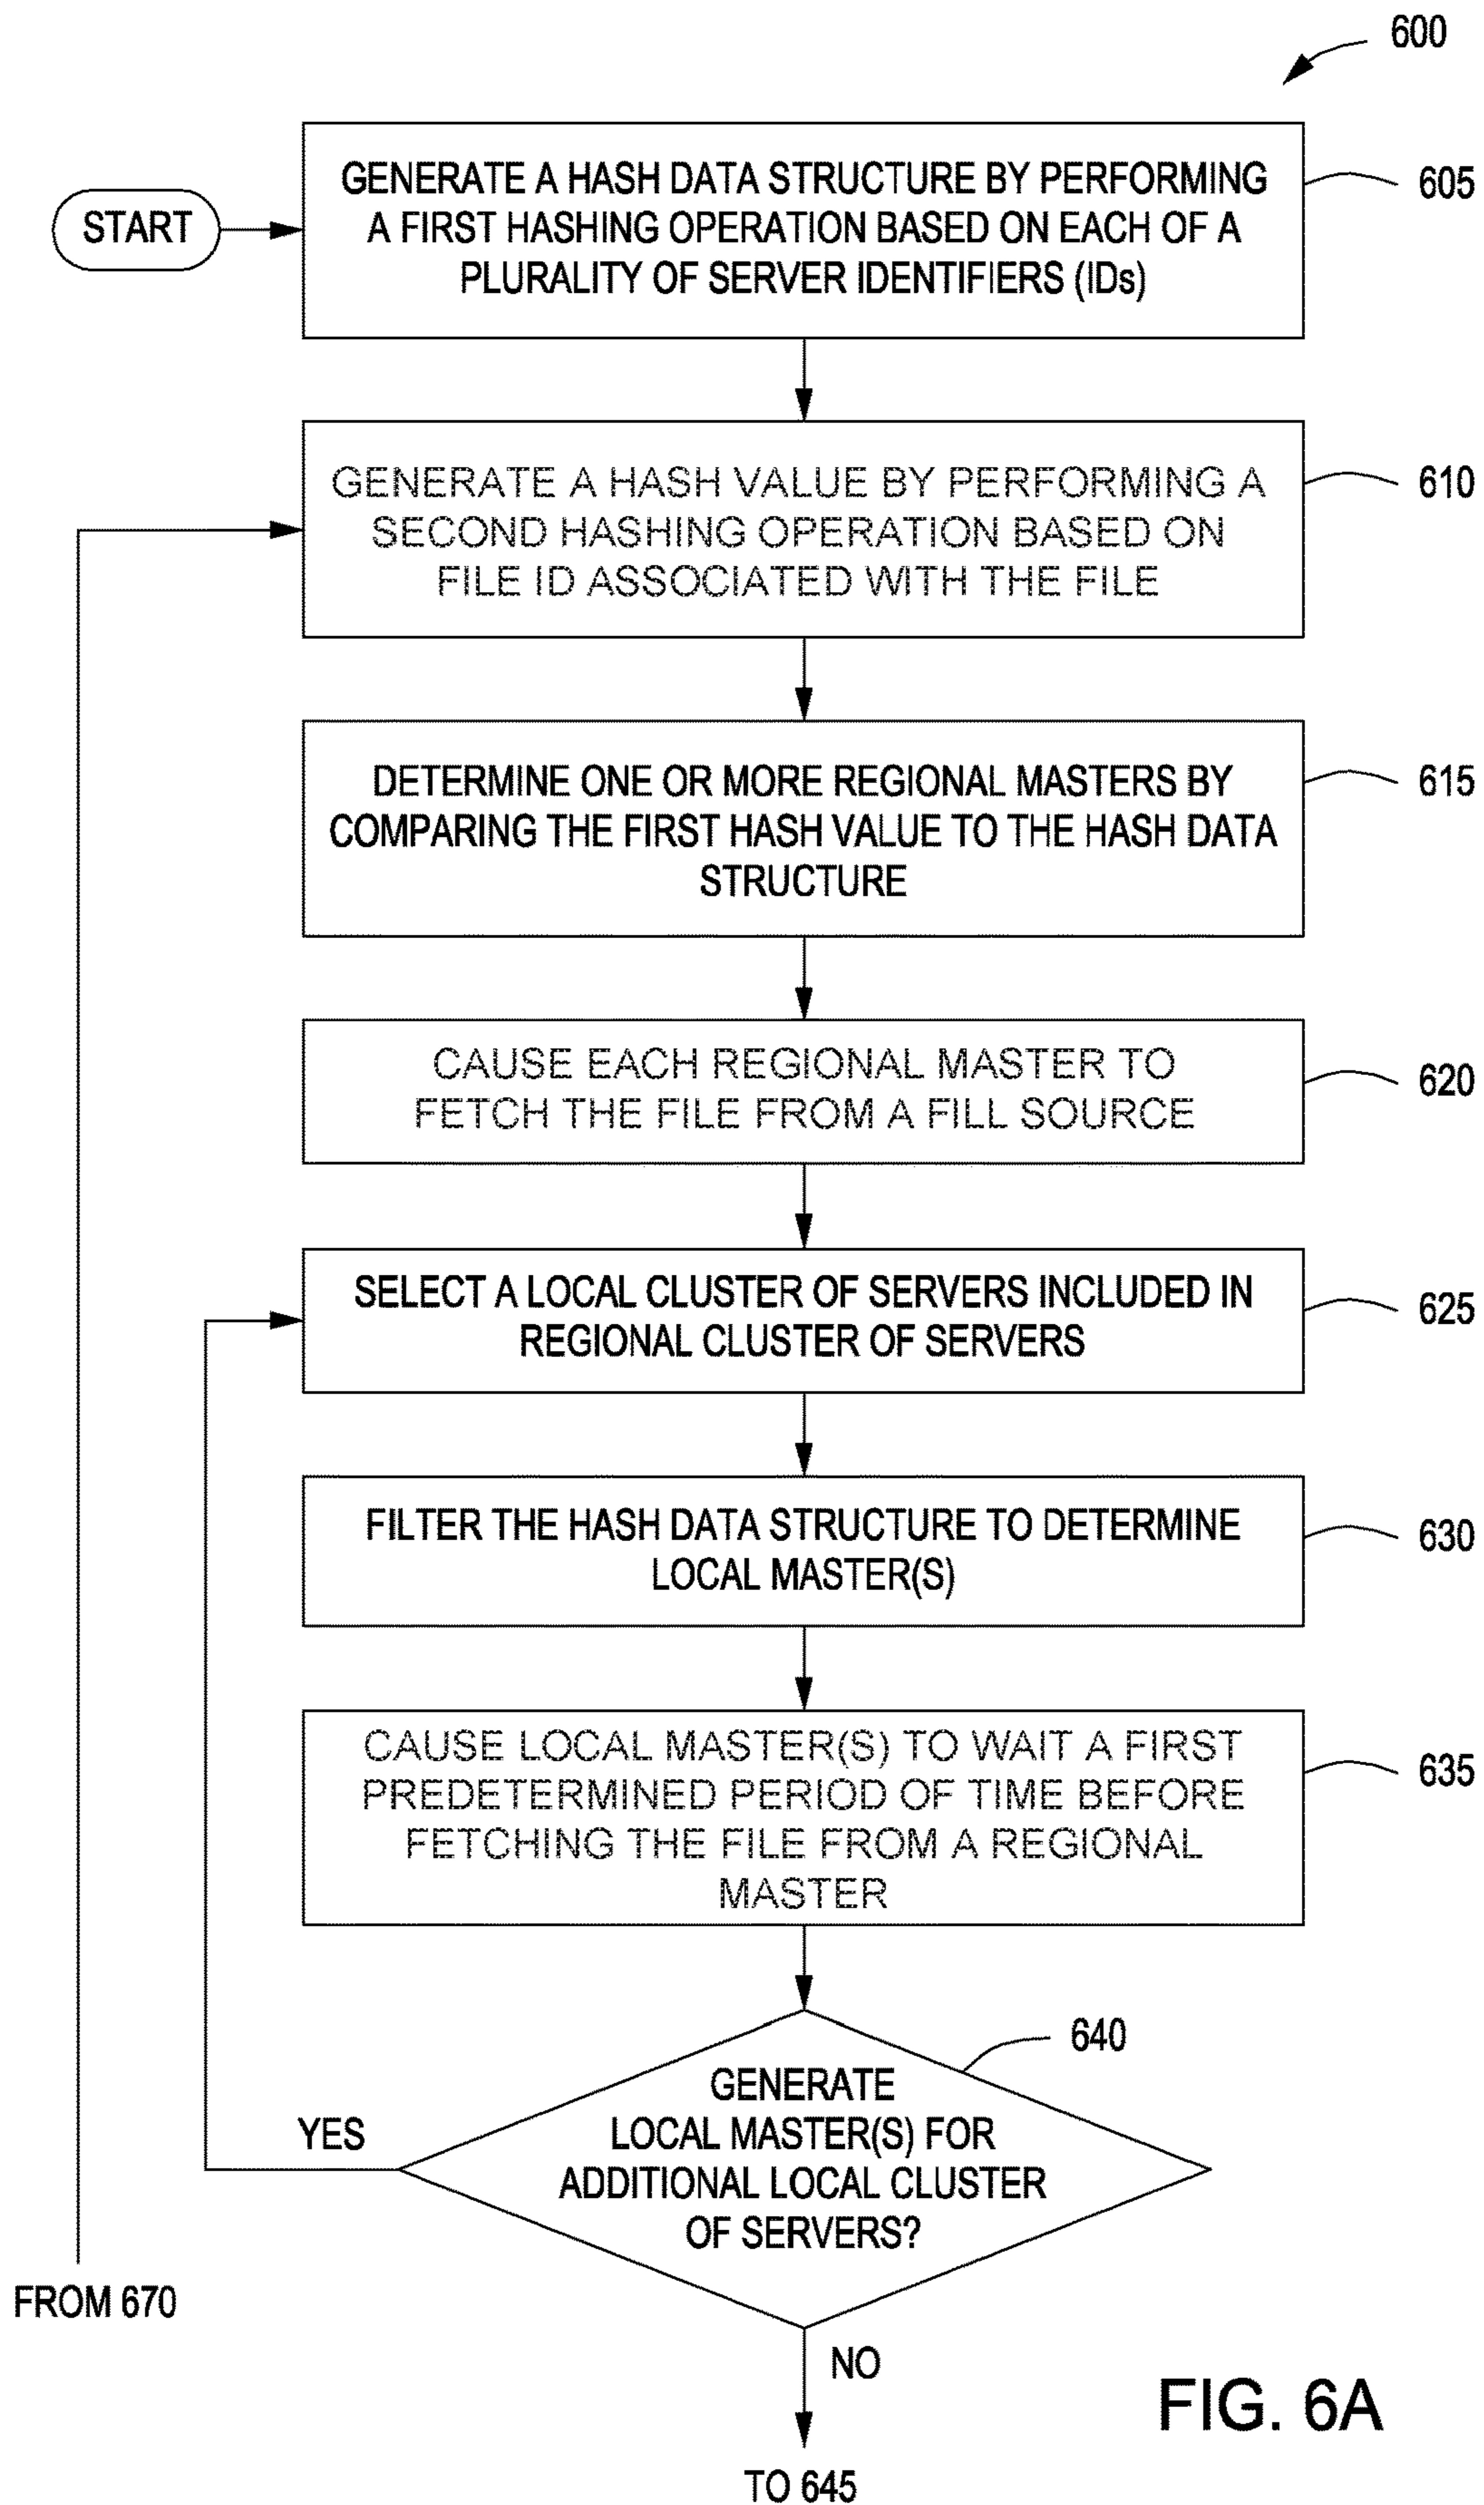 600
START
GENERATE A HASH DATA STRUCTURE BY PERFORMING
A FIRST HASHING OPERATION BASED ON EACH OF A
PLURALITY OF SERVER IDENTIFIERS (IDs)
605
GENERATE A HASH VALUE BY PERFORMING A
SECOND HASHING OPERATION BASED ON
FILE ID ASSOCIATED WITH THE FILE
610
DETERMINE ONE OR MORE REGIONAL MASTERS BY
COMPARING THE FIRST HASH VALUE TO THE HASH DATA
STRUCTURE
615
CAUSE EACH REGIONAL MASTER TO
FETCH THE FILE FROM A FILL SOURCE
620
SELECT A LOCAL CLUSTER OF SERVERS INCLUDED IN
REGIONAL CLUSTER OF SERVERS
625
FILTER THE HASH DATA STRUCTURE TO DETERMINE
LOCAL MASTER(S)
630
CAUSE LOCAL MASTER(S) TO WAIT A FIRST
PREDETERMINED PERIOD OF TIME BEFORE
FETCHING THE FILE FROM A REGIONAL
MASTER
635
640
GENERATE
LOCAL MASTER(S) FOR
ADDITIONAL LOCAL CLUSTER
OF SERVERS?
YES
FROM 670
NO
TO 645
FIG. 6A